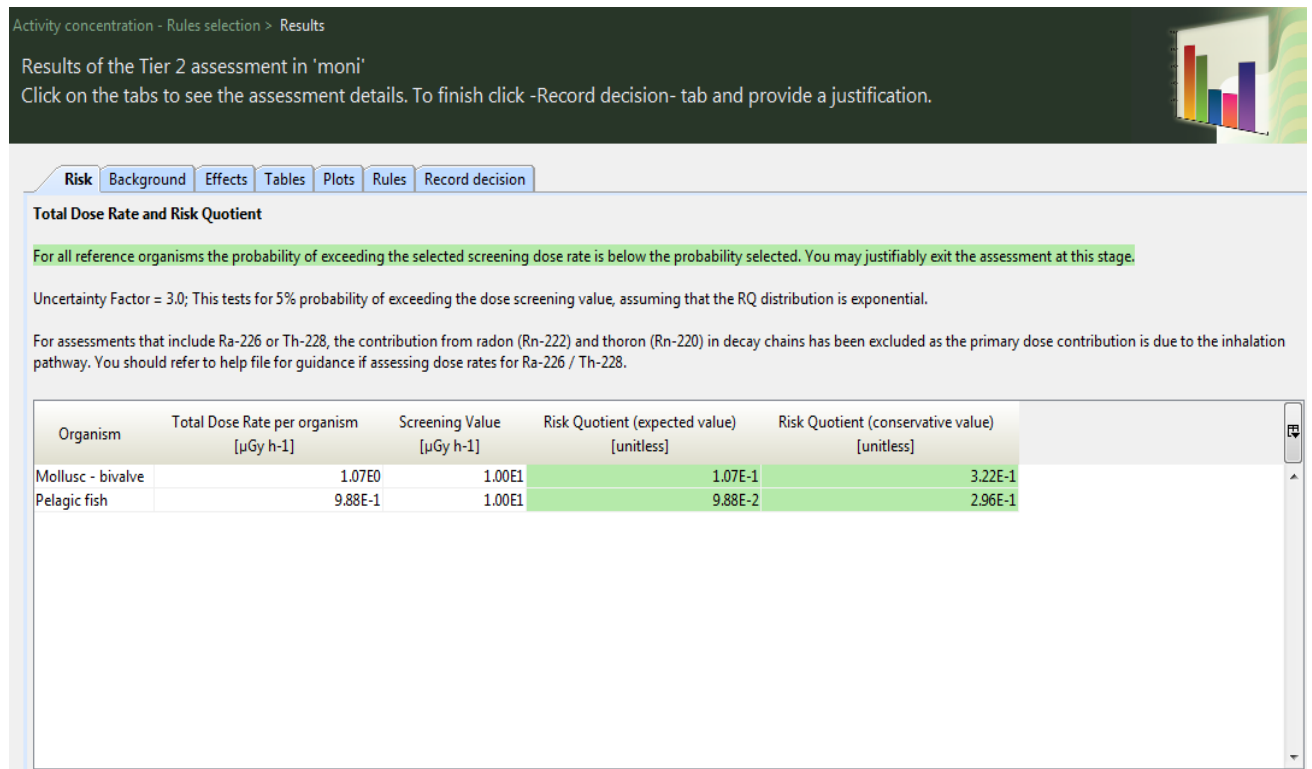 Activity concentration - Rules selection > Results
Results of the Tier 2 assessment in 'moni'
Click on the tabs to see the assessment details. To finish click -Record decision- tab and provide a justification.
Risk Background Effects Tables Plots Rules Record decision
Total Dose Rate and Risk Quotient
For all reference organisms the probability of exceeding the selected screening dose rate is below the probability selected. You may justifiably exit the assessment at this stage.
Uncertainty Factor = 3.0; This tests for 5% probability of exceeding the dose screening value, assuming that the RQ distribution is exponential.
For assessments that include Ra-226 or Th-228, the contribution from radon (Rn-222) and thoron (Rn-220) in decay chains has been excluded as the primary dose contribution is due to the inhalation
pathway. You should refer to help file for guidance if assessing dose rates for Ra-226 / Th-228.
Organism Total Dose Rate per organism [µGy h-1] Screening Value [µGy h-1] Risk Quotient (expected value) [unitless] Risk Quotient (conservative value) [unitless]
Mollusc - bivalve 1.07E0 1.00E1 1.07E-1 3.22E-1
Pelagic fish 9.88E-1 1.00E1 9.88E-2 2.96E-1